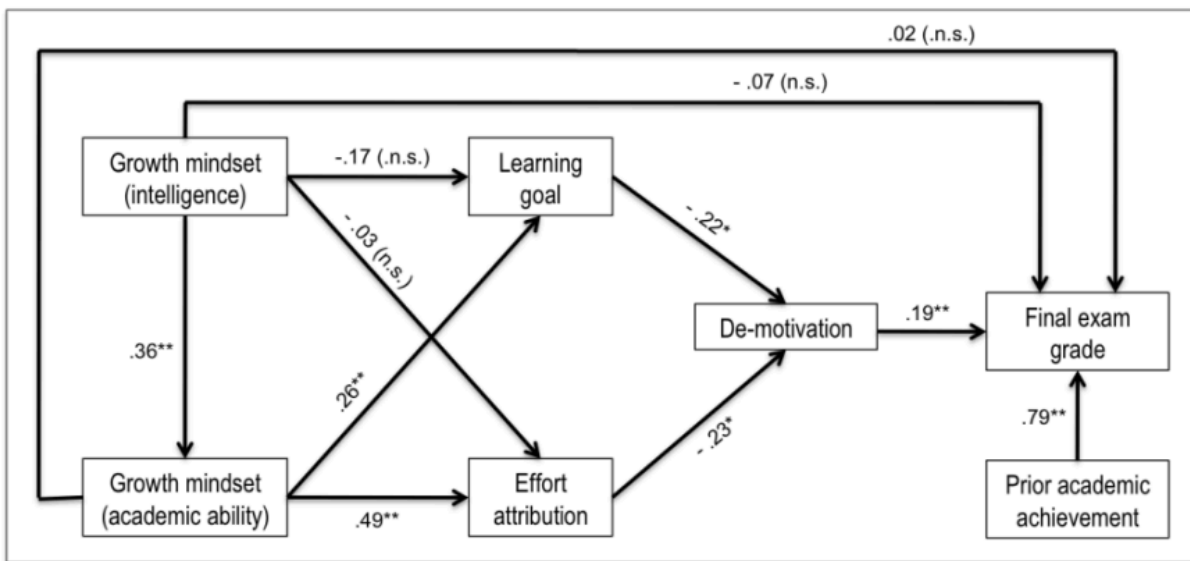 .02 (.n.s.)
- .07 (n.s.)
Growth mindset
(intelligence)
-.17 (.n.s.)
Learning
goal
- .03 (n.s.)
- .22*
.36**
.26**
De-motivation
.19**
Final exam
grade
- .23*
.79**
Growth mindset
(academic ability)
.49**
Effort
attribution
Prior academic
achievement